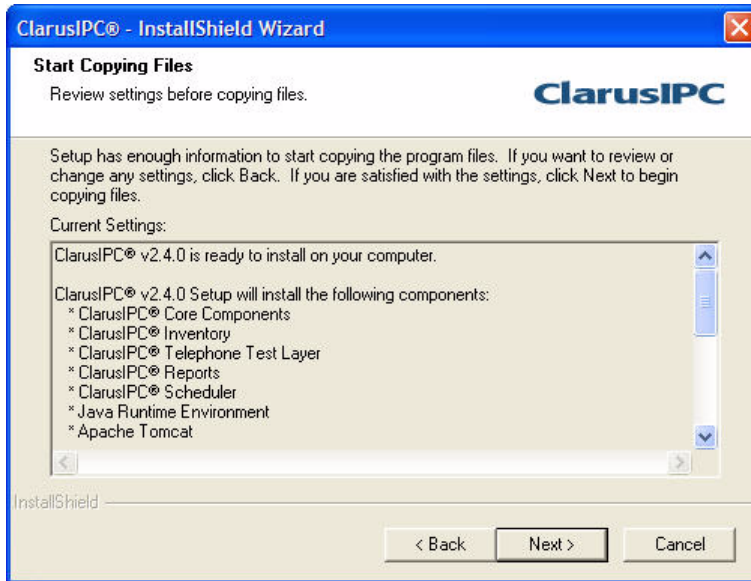 ClarusIPC® - InstallShield Wizard
Start Copying Files
Review settings before copying files.
ClarusIPC
Setup has enough information to start copying the program files.  If you want to review or
change any settings, click Back.  If you are satisfied with the settings, click Next to begin
copying files.
Current Settings:
ClarusIPC® v2.4.0 is ready to install on your computer.
ClarusIPC® v2.4.0 Setup will install the following components:
* ClarusIPC® Core Components
* ClarusIPC® Inventory
* ClarusIPC® Telephone Test Layer
* ClarusIPC® Reports
* ClarusIPC® Scheduler
* Java Runtime Environment
* Apache Tomcat
InstallShield
< Back
Next >
Cancel